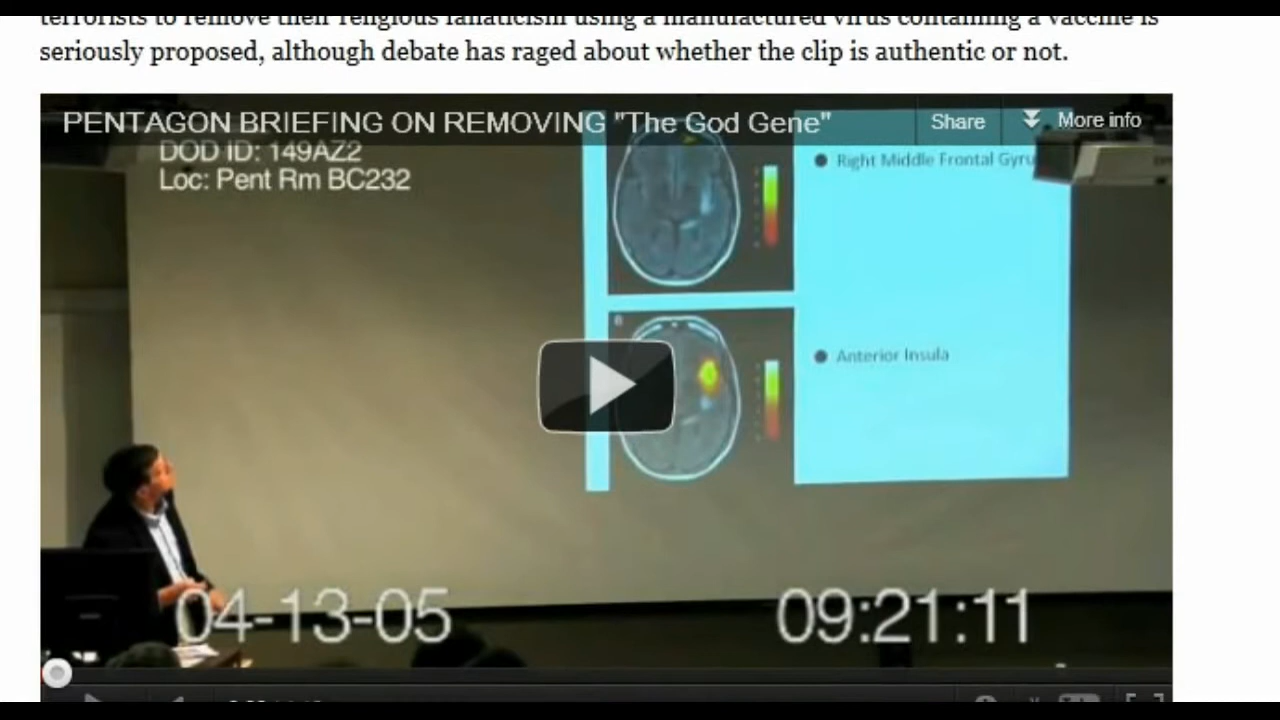 terrorists to remove their religious fanaticism using a manufactured virus containing a vaccine is
seriously proposed, although debate has raged about whether the clip is authentic or not.
PENTAGON BRIEFING ON REMOVING "The God Gene"
Share
More info
DOD ID: 149AZ2
Loc: Pent Rm BC232
Right Middle Frontal Gyru
Anterior Insula
04-13-05
09:21:11